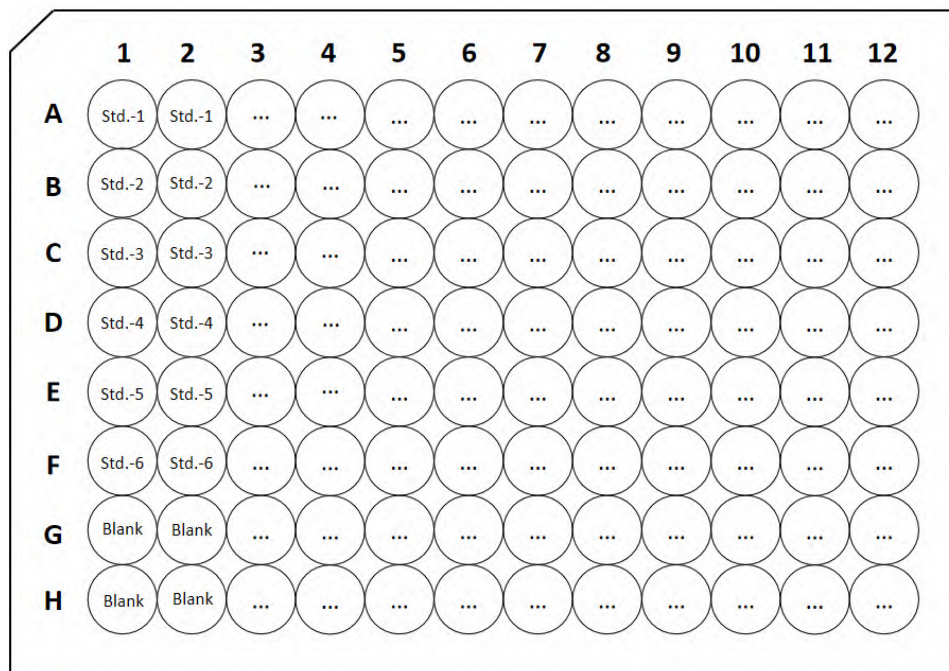 1 2 3 4 5 6 7 8 9 10 11 12
A Std.-1 Std.-1 ... ... ... ... ... ... ... ... ... ...
B Std.-2 Std.-2 ... ... ... ... ... ... ... ... ... ...
C Std.-3 Std.-3 ... ... ... ... ... ... ... ... ... ...
D Std.-4 Std.-4 ... ... ... ... ... ... ... ... ... ...
E Std.-5 Std.-5 ... ... ... ... ... ... ... ... ... ...
F Std.-6 Std.-6 ... ... ... ... ... ... ... ... ... ...
G Blank Blank ... ... ... ... ... ... ... ... ... ...
H Blank Blank ... ... ... ... ... ... ... ... ... ...